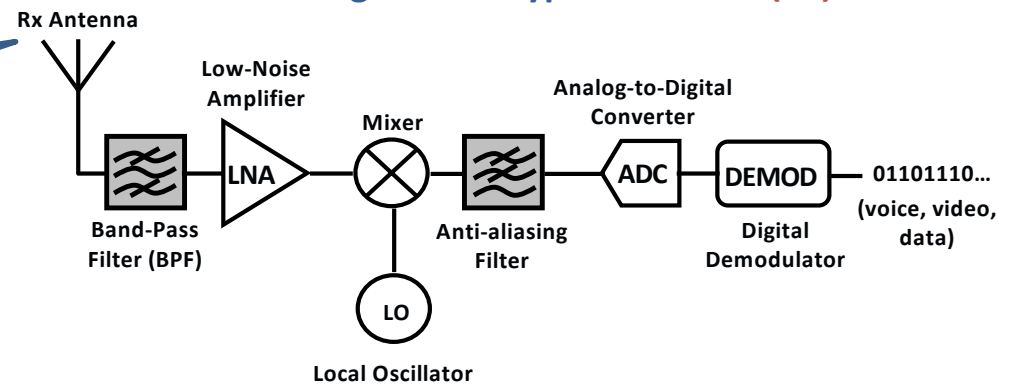 Rx Antenna
Low-Noise
Amplifier
LNA
Band-Pass
Filter (BPF)
Mixer
LO
Local Oscillator
Anti-aliasing
Filter
Analog-to-Digital
Converter
ADC
DEMOD
Digital
Demodulator
01101110...
(voice, video,
data)